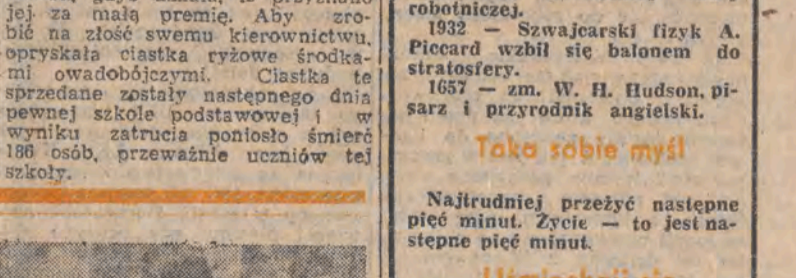 jej za małą premię. Aby zro-
bić na złość swemu kierownictwu,
opryskała ciastka ryżowe środka-
mi owadobójczymi. Ciastka te
sprzedane zostały następnego dnia
pewnej szkole podstawowej i w
wyniku zatrucia poniosło śmierć
186 osób, przeważnie uczniów tej
szkoły.
robotniczej.
1932 — Szwajcarski fizyk A.
Piccard wzbił się balonem do
stratosfery.
1657 — zm. W. H. Hudson, pi-
sarz i przyrodnik angielski.
Taka sobie myśl
Najtrudniej przeżyć następne
pięć minut. Życie — to jest na-
stępne pięć minut.